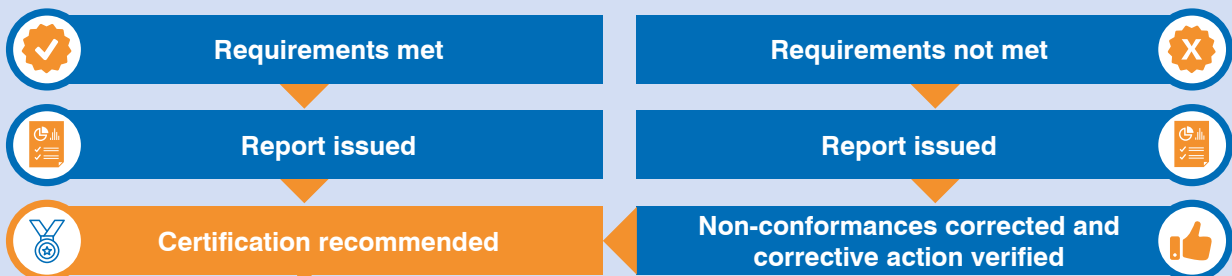 Requirements met
Requirements not met
X
Report issued
Report issued
Certification recommended
Non-conformances corrected and
corrective action verified